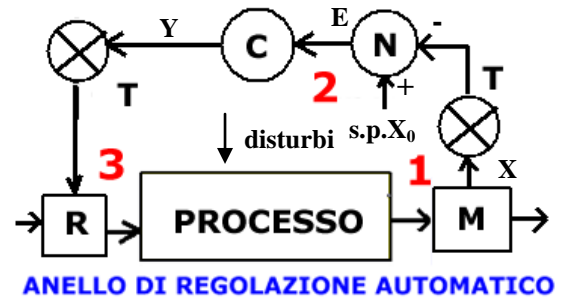 Y
C
E
N
-
T
2
+
T
disturbi
s.p.X₀
3
1
X
R
PROCESSO
M
ANELLO DI REGOLAZIONE AUTOMATICO